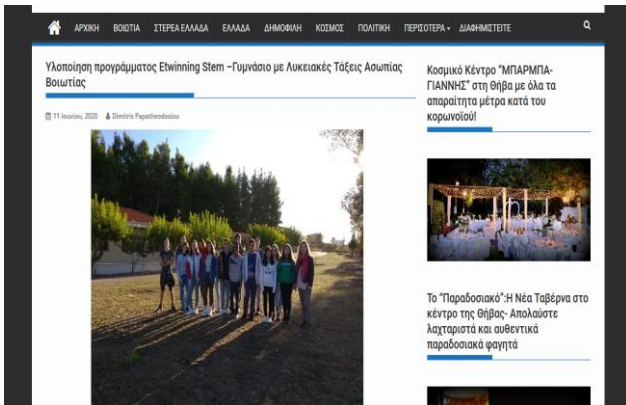 ΑΡΧΙΚΗ ΒΟΙΩΤΙΑ ΣΤΕΡΕΑ ΕΛΛΑΔΑ ΕΛΛΑΔΑ ΔΗΜΟΦΙΛΗ ΚΟΣΜΟΣ ΠΟΛΙΤΙΚΗ ΠΕΡΙΣΟΤΕΡΑ ΔΙΑΦΗΜΙΣΤΕΙΤΕ
Υλοποίηση προγράμματος Etwinning Stem –Γυμνάσιο με Λυκειακές Τάξεις Ασωπίας
Βοιωτίας
11 Ιουνίου, 2020 Dimitris Papatheodosiou
Κοσμικό Κέντρο “ΜΠΑΡΜΠΑ-
ΓΙΑΝΝΗΣ” στη Θήβα με όλα τα
απαραίτητα μέτρα κατά του
κορωνοϊού!
Το “Παραδοσιακό”:Η Νέα Ταβέρνα στο
κέντρο της Θήβας- Απολαύστε
λαχταριστά και αυθεντικά
παραδοσιακά φαγητά